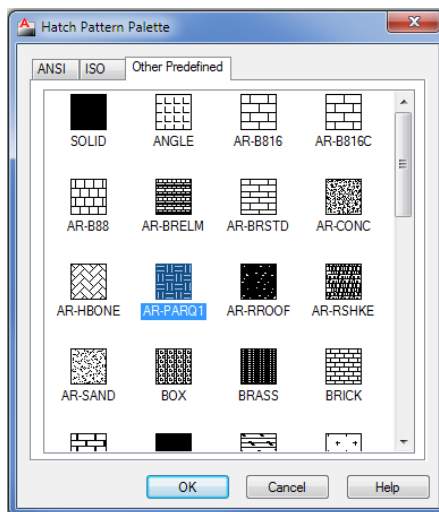 Hatch Pattern Palette
ANSI ISO Other Predefined
SOLID ANGLE AR-B816 AR-B816C
AR-B88 AR-BRELM AR-BRSTD AR-CONC
AR-HBONE AR-PARQ1 AR-RROOF AR-RSHKE
AR-SAND BOX BRASS BRICK
OK Cancel Help